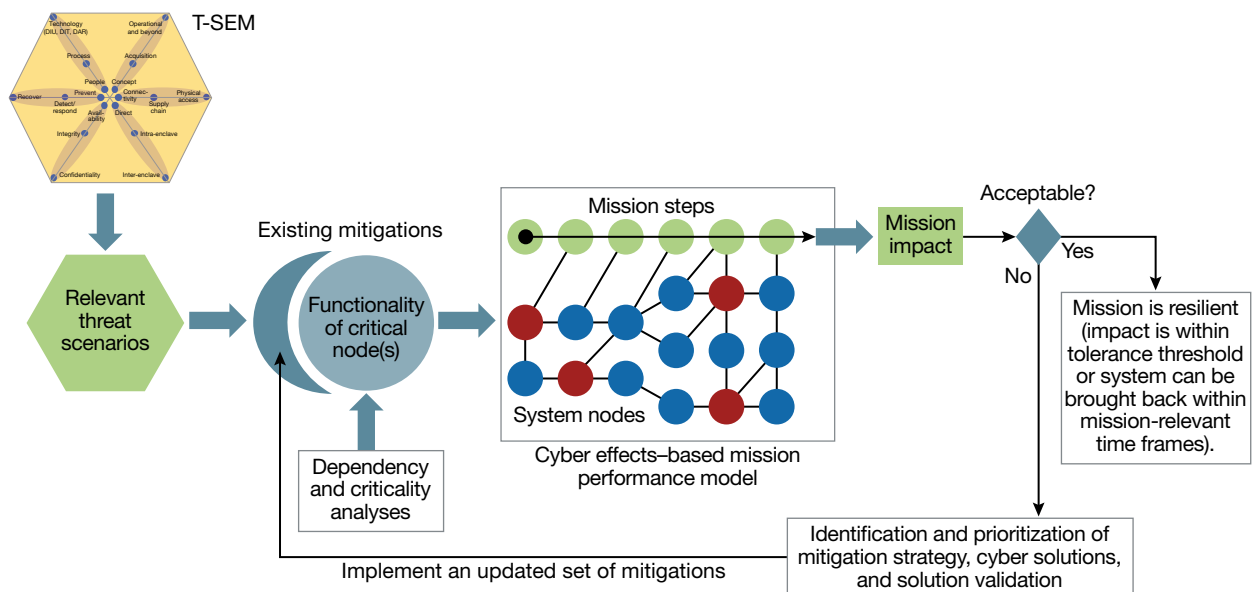 T-SEM
Technology
(DIU, DIT, DAR)
Operational
and beyond
Process
Acquisition
People
Concept
Recover
Prevent
Connec-
tivity
Physical
access
Detect/
respond
Supply
chain
Avail-
ability
Direct
Integrity
Intra-enclave
Confidentiality
Inter-enclave
Relevant
threat
scenarios
Existing mitigations
Functionality
of critical
node(s)
Dependency
and criticality
analyses
Mission steps
System nodes
Cyber effects–based mission
performance model
Mission
impact
Acceptable?
Yes
No
Mission is resilient
(impact is within
tolerance threshold
or system can be
brought back within
mission-relevant
time frames).
Identification and prioritization of
mitigation strategy, cyber solutions,
and solution validation
Implement an updated set of mitigations